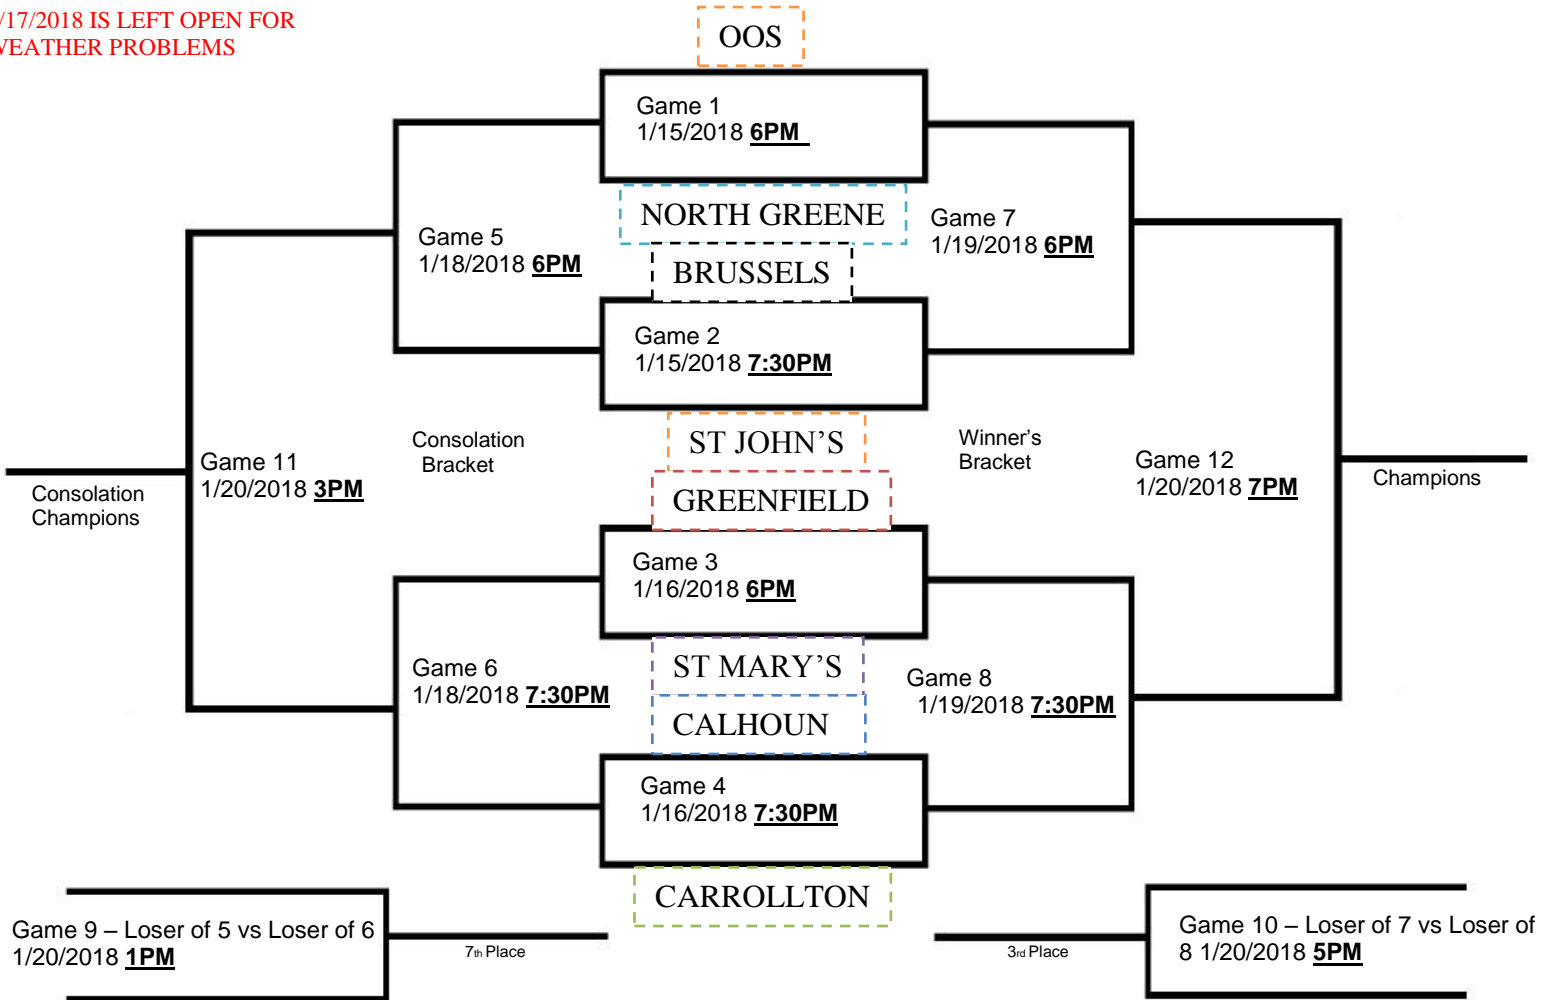 /17/2018 IS LEFT OPEN FOR
WEATHER PROBLEMS
OOS
Game 1
1/15/2018 6PM
NORTH GREENE
Game 5
1/18/2018 6PM
Game 7
1/19/2018 6PM
BRUSSELS
Game 2
1/15/2018 7:30PM
ST JOHN’S
Consolation
Bracket
Winner’s
Bracket
Game 11
1/20/2018 3PM
Game 12
1/20/2018 7PM
Consolation
Champions
Champions
GREENFIELD
Game 3
1/16/2018 6PM
ST MARY’S
Game 6
1/18/2018 7:30PM
Game 8
1/19/2018 7:30PM
CALHOUN
Game 4
1/16/2018 7:30PM
CARROLLTON
Game 9 – Loser of 5 vs Loser of 6
1/20/2018 1PM
7th Place
3rd Place
Game 10 – Loser of 7 vs Loser of
8 1/20/2018 5PM